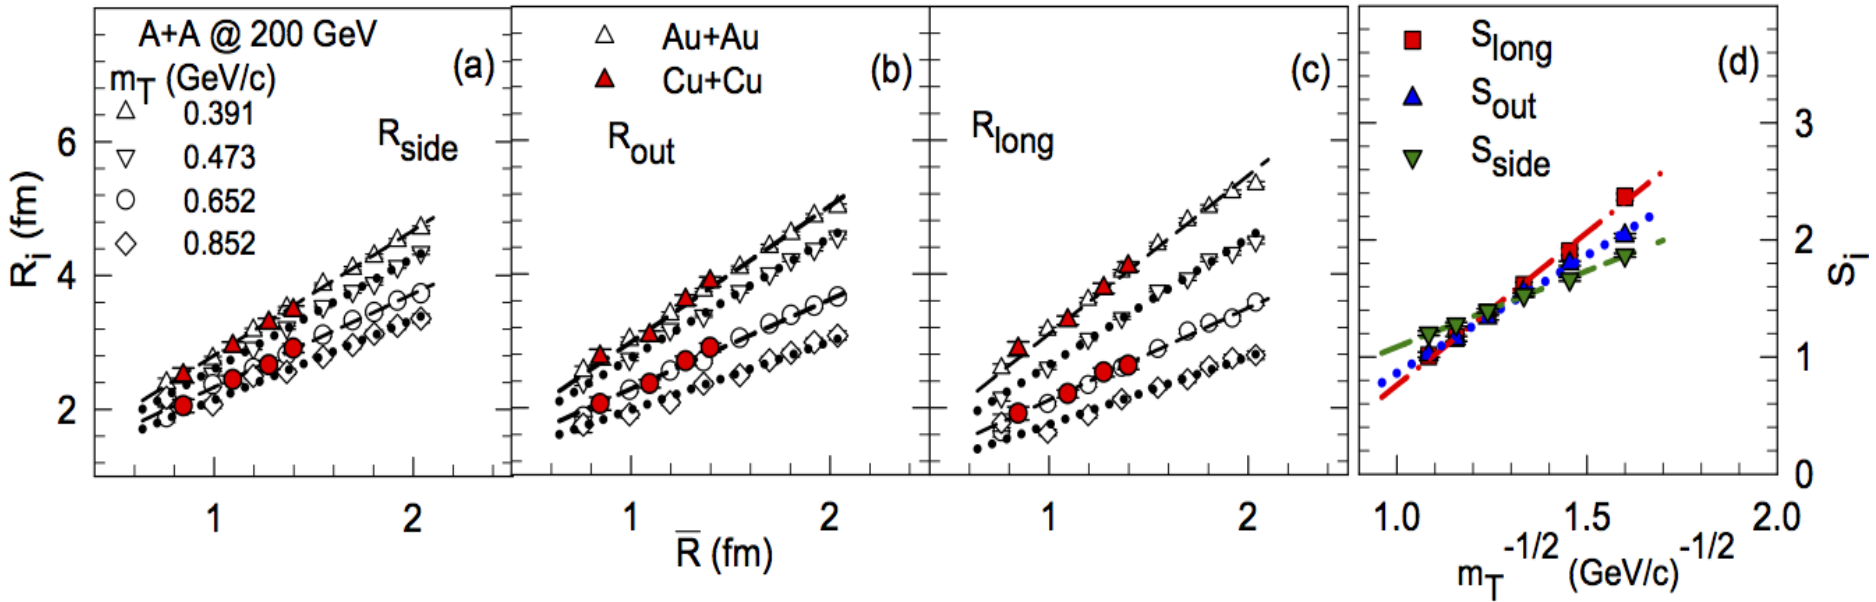 A+A @ 200 GeV
m_T (GeV/c)
0.391
0.473
0.652
0.852
(a)
R_side
Au+Au
Cu+Cu
(b)
R_out
(c)
R_long
S_long
S_out
S_side
(d)
R_i (fm)
6
4
2
1 2
1 2
1 2
R̅ (fm)
3
2
1
0
S_i
1.0 1.5 2.0
m_T^-1/2 (GeV/c)^-1/2